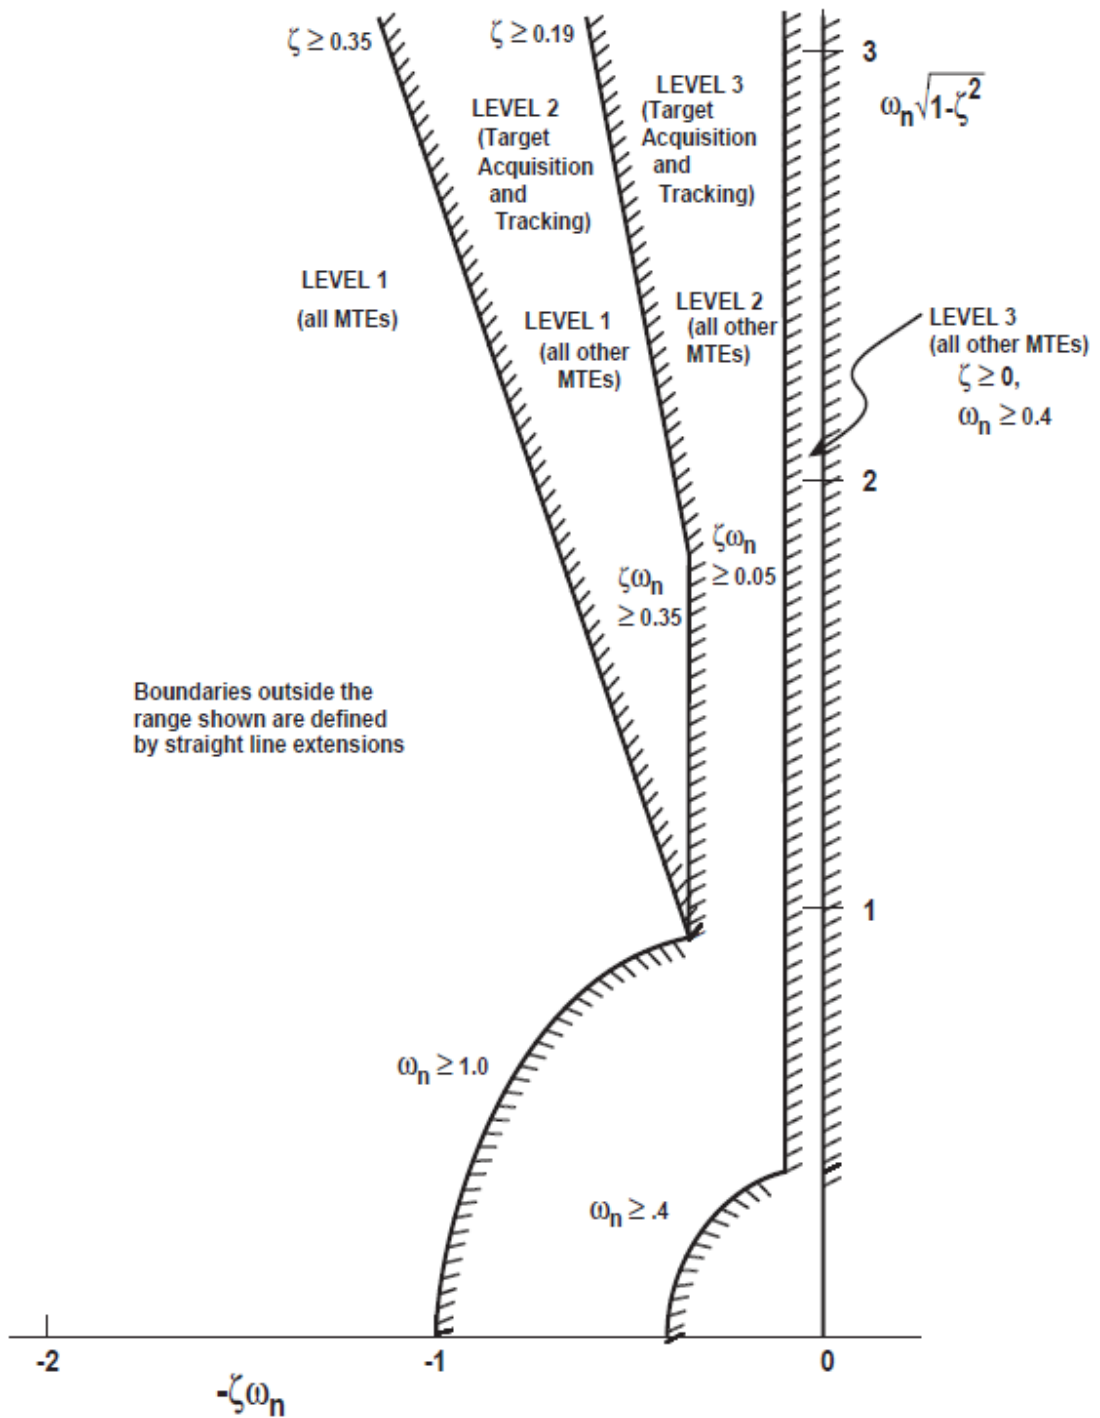 ζ ≥ 0.35
ζ ≥ 0.19
3
ωn√1-ζ²
LEVEL 2
(Target
Acquisition
and
Tracking)
LEVEL 3
(Target
Acquisition
and
Tracking)
LEVEL 1
(all MTEs)
LEVEL 1
(all other
MTEs)
LEVEL 2
(all other
MTEs)
LEVEL 3
(all other MTEs)
ζ ≥ 0,
ωn ≥ 0.4
2
ζωn
≥ 0.05
ζωn
≥ 0.35
Boundaries outside the
range shown are defined
by straight line extensions
1
ωn ≥ 1.0
ωn ≥ .4
-2
-1
0
-ζωn